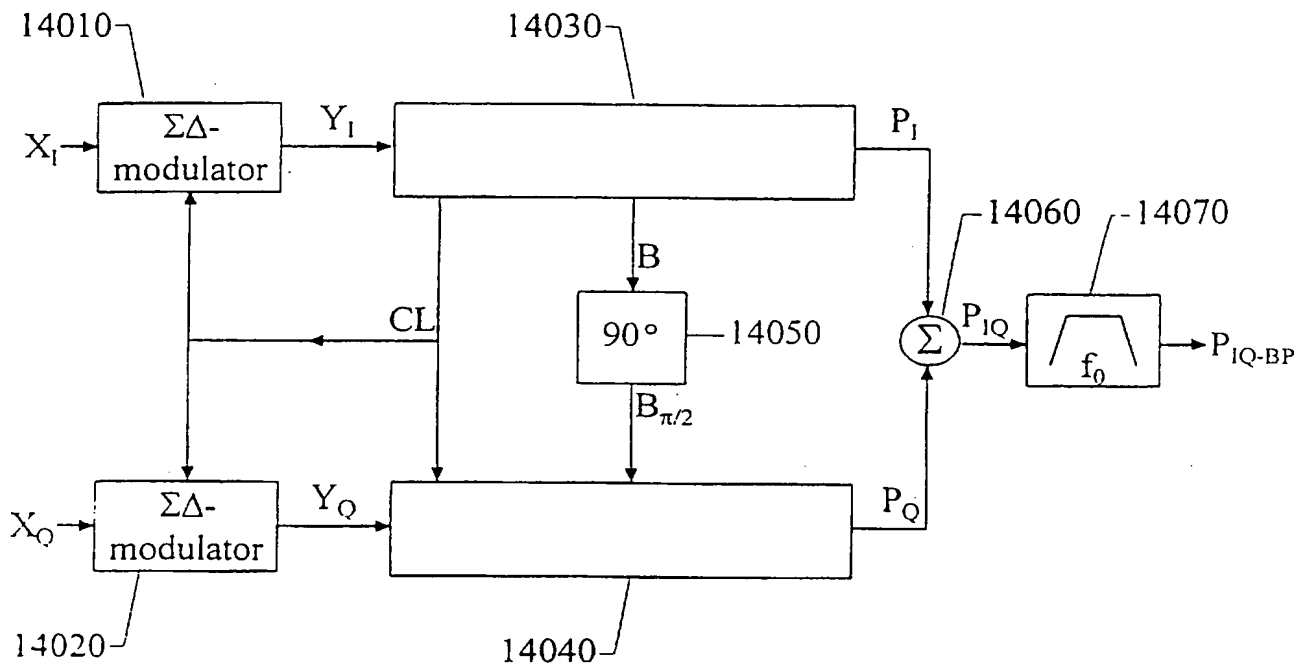 14010
14030
X_I
ΣΔ-
modulator
Y_I
P_I
14060
14070
B
CL
90°
14050
Σ
P_IQ
f_0
P_IQ-BP
B_π/2
X_Q
ΣΔ-
modulator
Y_Q
P_Q
14020
14040